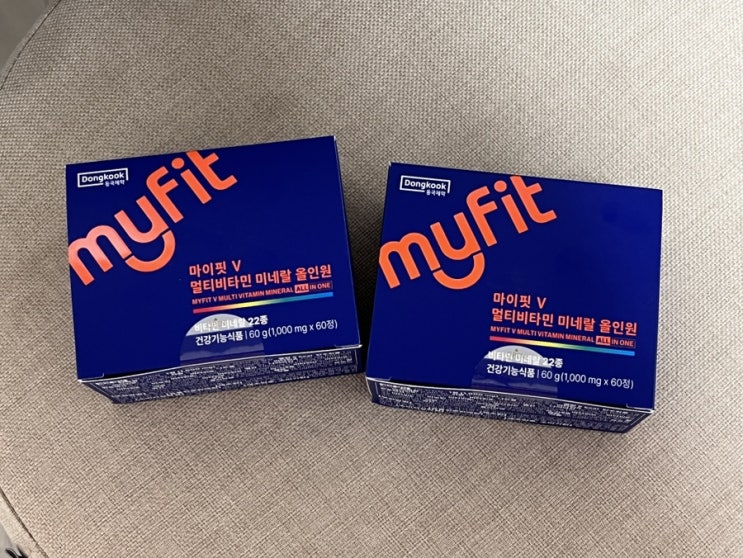 Dongkook
동국제약
myfit
마이핏 V
멀티비타민 미네랄 올인원
MYFIT V MULTI VITAMIN MINERAL ALL IN ONE
비타민 미네랄 22종
건강기능식품 | 60 g(1,000 mg x 60정)
Dongkook
동국제약
myfit
마이핏 V
멀티비타민 미네랄 올인원
MYFIT V MULTI VITAMIN MINERAL ALL IN ONE
비타민 미네랄 22종
건강기능식품 | 60 g(1,000 mg x 60정)